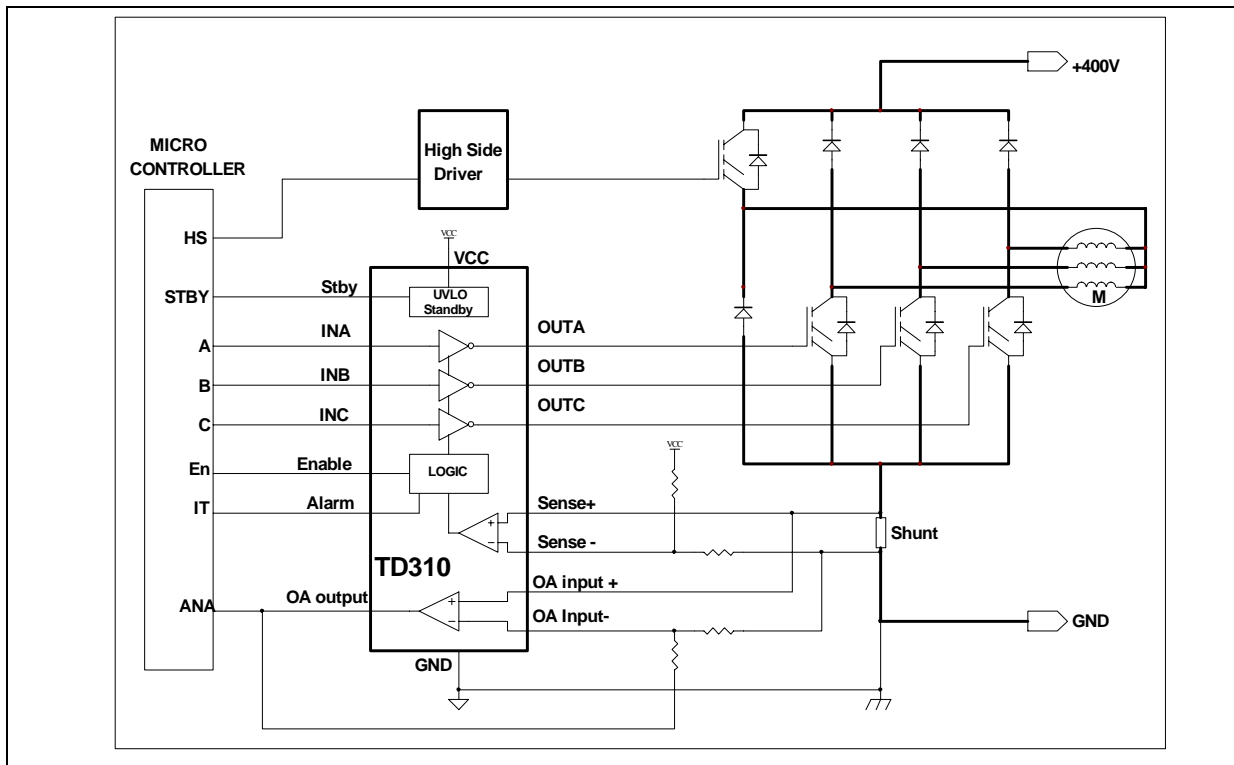 +400V
MICRO
CONTROLLER
High Side
Driver
HS
VCC
VCC
STBY
Stby
UVLO
Standby
M
A
INA
OUTA
B
INB
OUTB
C
INC
OUTC
VCC
En
Enable
LOGIC
IT
Alarm
Sense+
+
Shunt
Sense -
−
TD310
OA input +
ANA
OA output
+
OA Input-
−
GND
GND